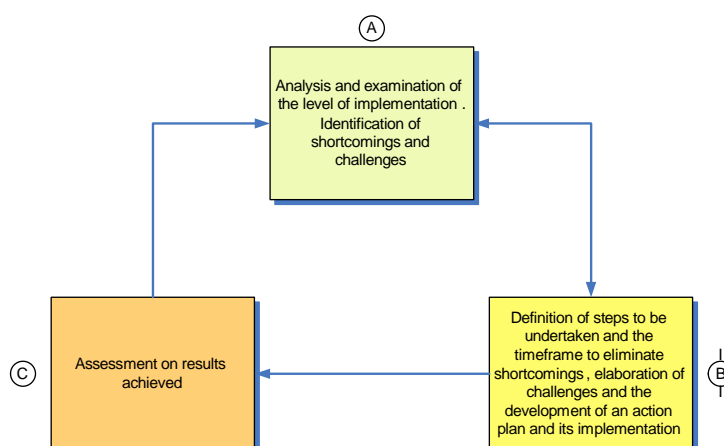 A
Analysis and examination of
the level of implementation .
Identification of
shortcomings and
challenges
Definition of steps to be
undertaken and the
timeframe to eliminate
shortcomings , elaboration of
challenges and the
development of an action
plan and its implementation
I
B
T
Assessment on results
achieved
C